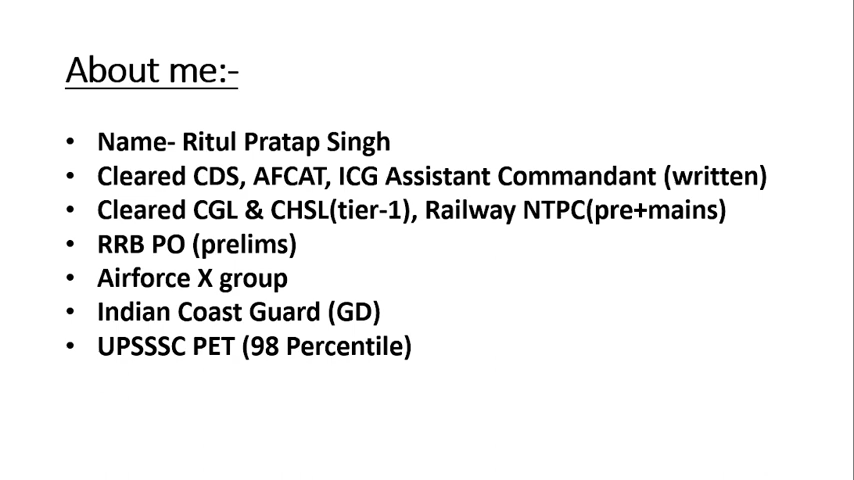 About me:-
• Name- Ritul Pratap Singh
• Cleared CDS, AFCAT, ICG Assistant Commandant (written)
• Cleared CGL & CHSL(tier-1), Railway NTPC(pre+mains)
• RRB PO (prelims)
• Airforce X group
• Indian Coast Guard (GD)
• UPSSSC PET (98 Percentile)